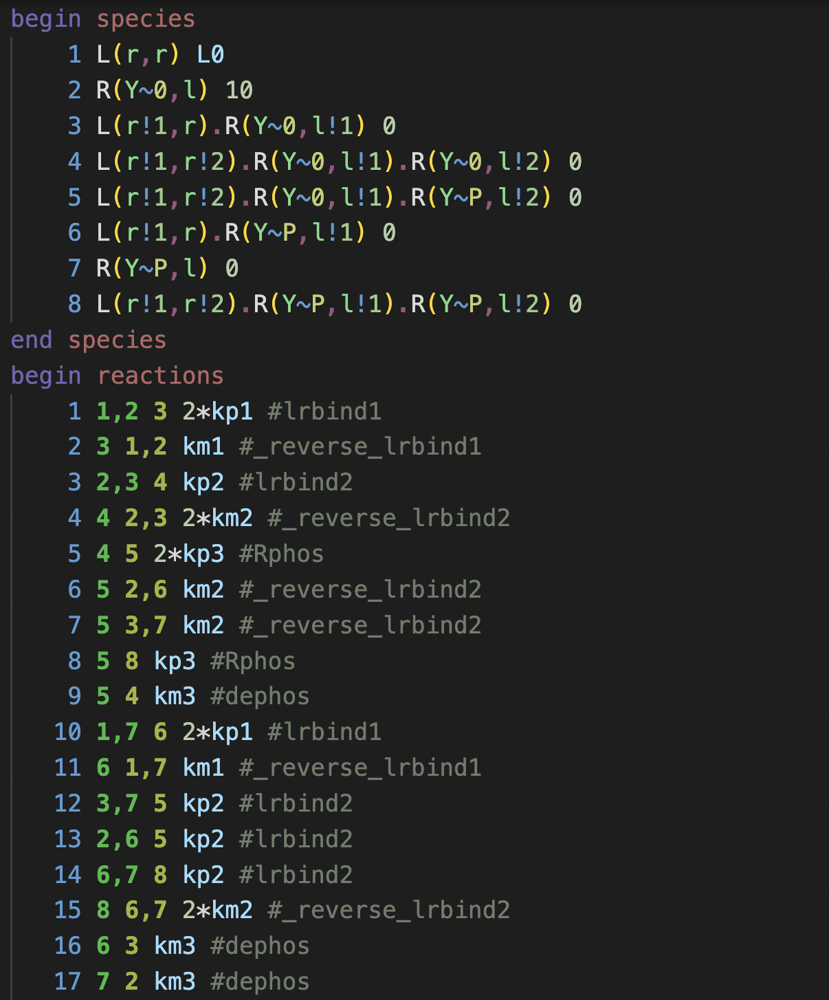 begin species
    1 L(r,r) L0
    2 R(Y~0,l) 10
    3 L(r!1,r).R(Y~0,l!1) 0
    4 L(r!1,r!2).R(Y~0,l!1).R(Y~0,l!2) 0
    5 L(r!1,r!2).R(Y~0,l!1).R(Y~P,l!2) 0
    6 L(r!1,r).R(Y~P,l!1) 0
    7 R(Y~P,l) 0
    8 L(r!1,r!2).R(Y~P,l!1).R(Y~P,l!2) 0
end species
begin reactions
    1 1,2 3 2*kp1 #lrbind1
    2 3 1,2 km1 #_reverse_lrbind1
    3 2,3 4 kp2 #lrbind2
    4 4 2,3 2*km2 #_reverse_lrbind2
    5 4 5 2*kp3 #Rphos
    6 5 2,6 km2 #_reverse_lrbind2
    7 5 3,7 km2 #_reverse_lrbind2
    8 5 8 kp3 #Rphos
    9 5 4 km3 #dephos
   10 1,7 6 2*kp1 #lrbind1
   11 6 1,7 km1 #_reverse_lrbind1
   12 3,7 5 kp2 #lrbind2
   13 2,6 5 kp2 #lrbind2
   14 6,7 8 kp2 #lrbind2
   15 8 6,7 2*km2 #_reverse_lrbind2
   16 6 3 km3 #dephos
   17 7 2 km3 #dephos